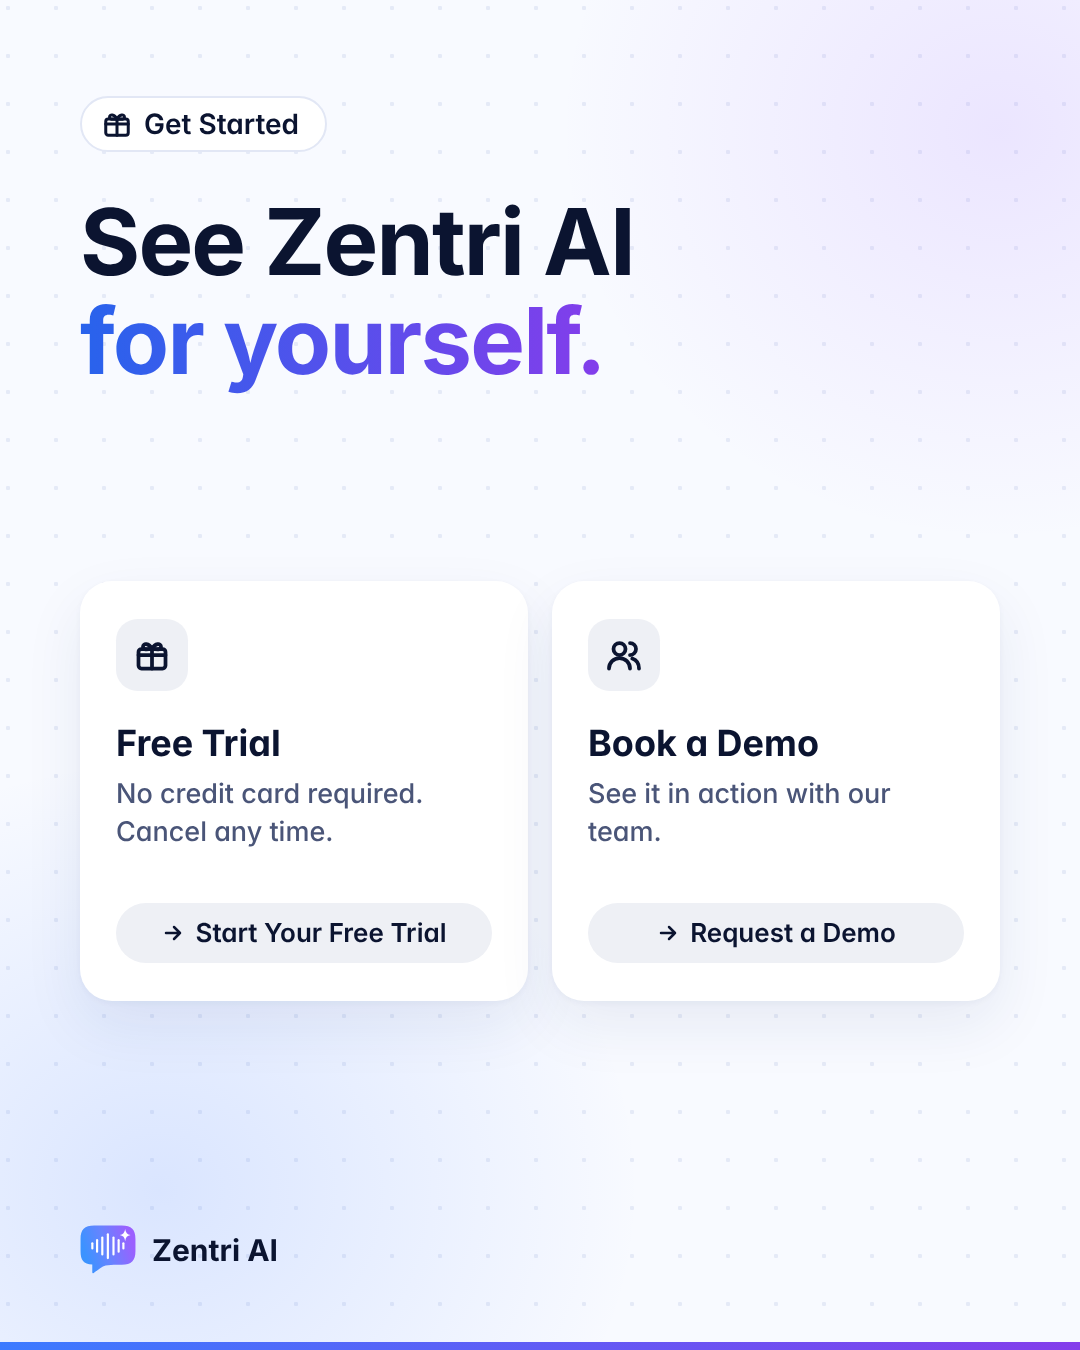 Get Started
See Zentri AI
for yourself.
Free Trial
No credit card required.
Cancel any time.
→ Start Your Free Trial
Book a Demo
See it in action with our
team.
→ Request a Demo
Zentri AI